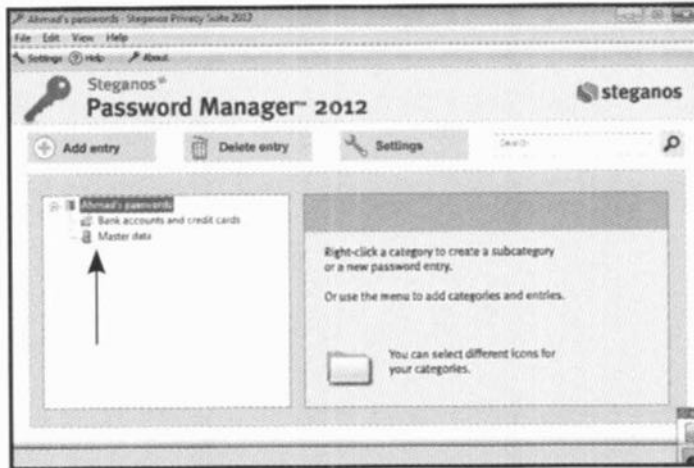 Ahmad's passwords - Steganos Privacy Suite 2012
File Edit View Help
Settings Help About
Steganos
Password Manager™ 2012
steganos
Add entry
Delete entry
Settings
Search
Ahmad's passwords
Bank accounts and credit cards
Master data
Right-click a category to create a subcategory
or a new password entry.
Or use the menu to add categories and entries.
You can select different icons for
your categories.